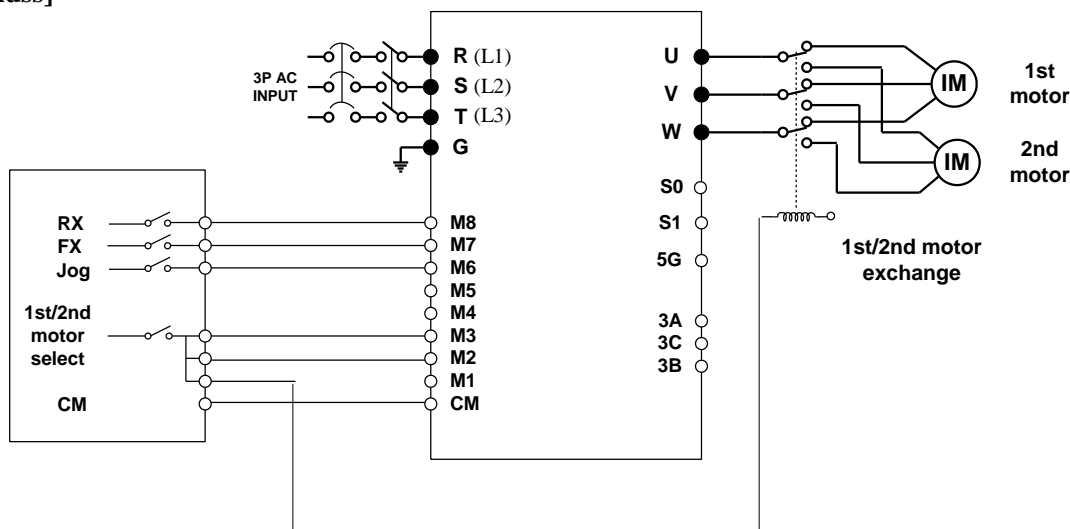 R (L1)
S (L2)
T (L3)
G
3P AC
INPUT
U
V
W
IM
1st
motor
IM
2nd
motor
S0
S1
5G
3A
3C
3B
1st/2nd motor
exchange
RX
FX
Jog
1st/2nd
motor
select
CM
M8
M7
M6
M5
M4
M3
M2
M1
CM